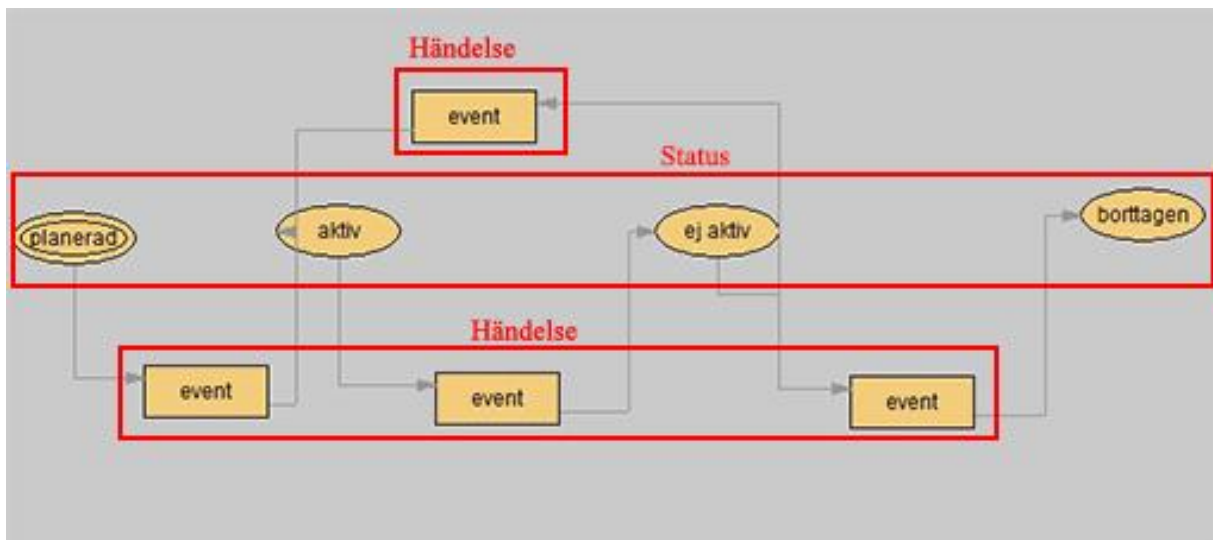 Händelse
event
Status
planerad
aktiv
ej aktiv
borttagen
Händelse
event
event
event